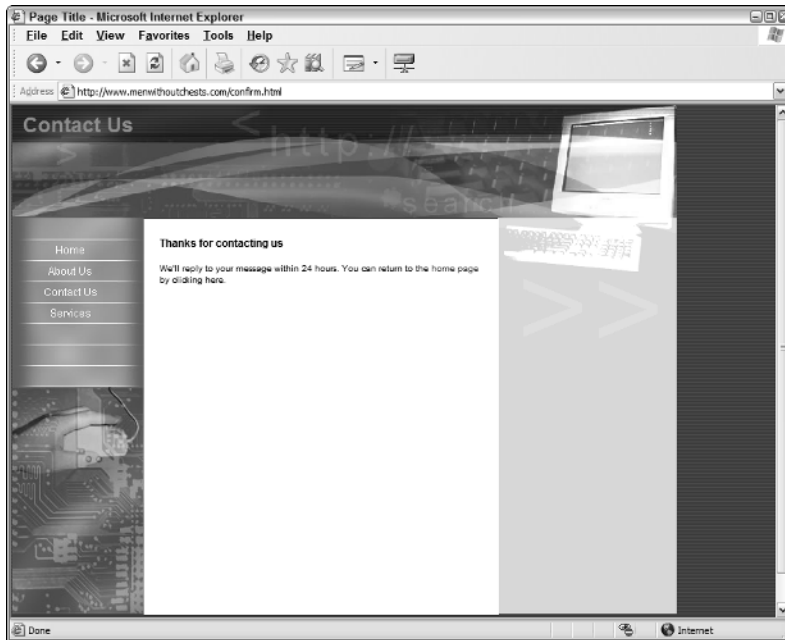 Page Title - Microsoft Internet Explorer
File Edit View Favorites Tools Help
Address http://www.menwithoutchests.com/confirm.html
Contact Us
< http://
>
search
Home
About Us
Contact Us
Services
Thanks for contacting us
We'll reply to your message within 24 hours. You can return to the home page
by clicking here.
>>
Done
Internet